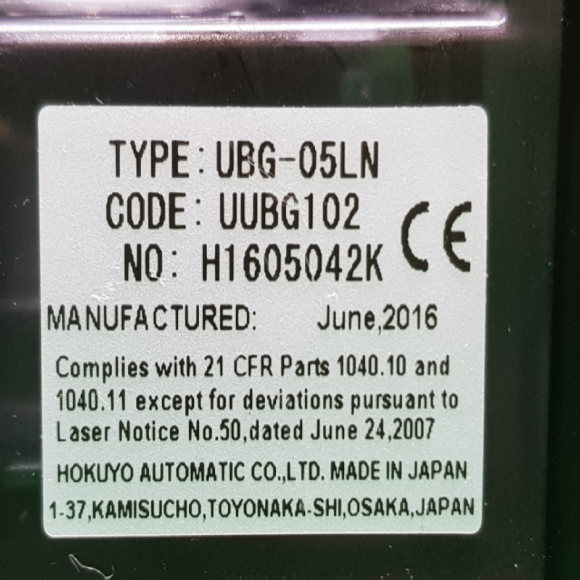 TYPE: UBG-05LN
CODE: UUBG102
NO: H1605042K
CE
MANUFACTURED: June,2016
Complies with 21 CFR Parts 1040.10 and
1040.11 except for deviations pursuant to
Laser Notice No.50,dated June 24,2007
HOKUYO AUTOMATIC CO.,LTD. MADE IN JAPAN
1-37,KAMISUCHO,TOYONAKA-SHI,OSAKA,JAPAN